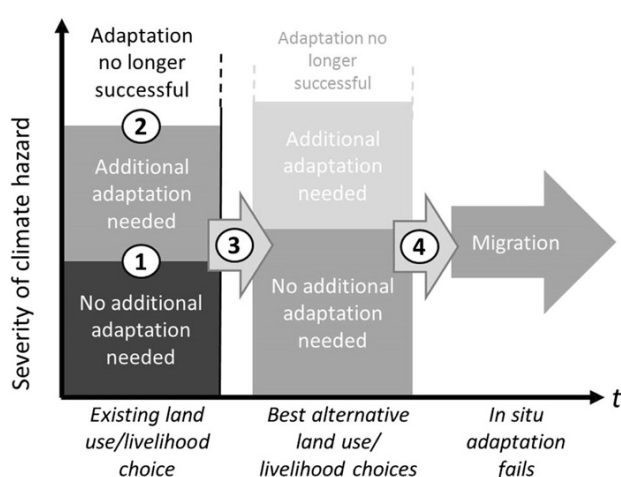 Severity of climate hazard
Adaptation
no longer
successful
2
Additional
adaptation
needed
1
No additional
adaptation
needed
3
Adaptation no
longer
successful
Additional
adaptation
needed
No additional
adaptation
needed
4
Migration
t
Existing land
use/livelihood
choice
Best alternative
land use/
livelihood choices
In situ
adaptation
fails